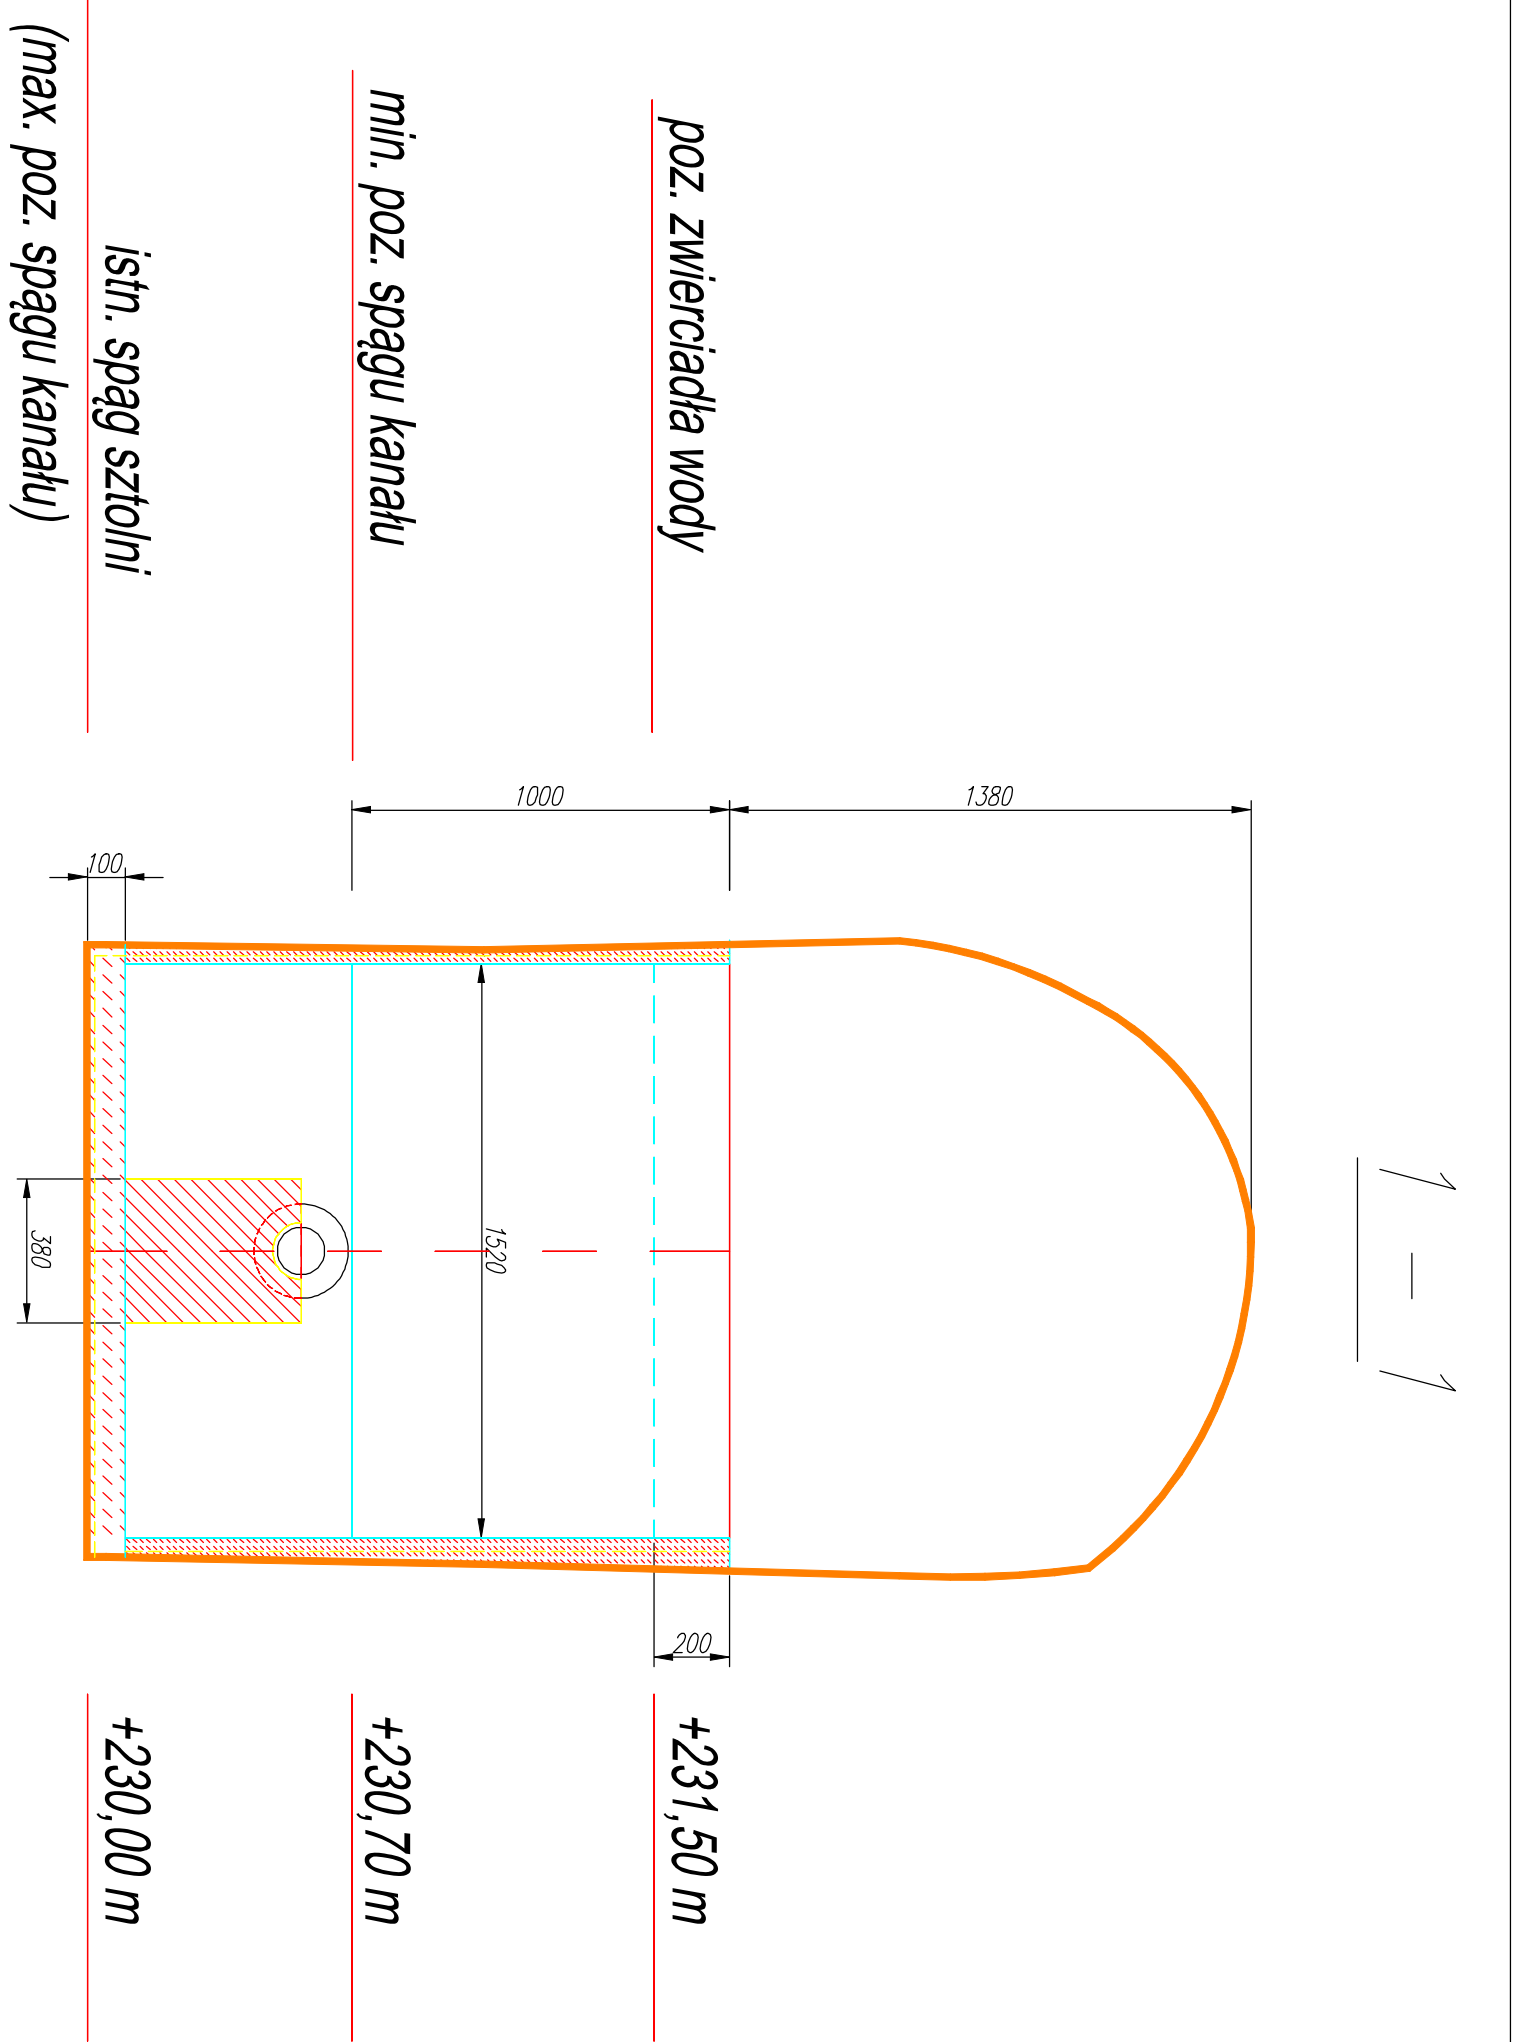 1 – 1
poz. zwierciadła wody
+231,50 m
min. poz. spągu kanału
+230,70 m
istn. spąg sztolni
(max. poz. spągu kanału)
+230,00 m
1380
1000
100
1520
200
380